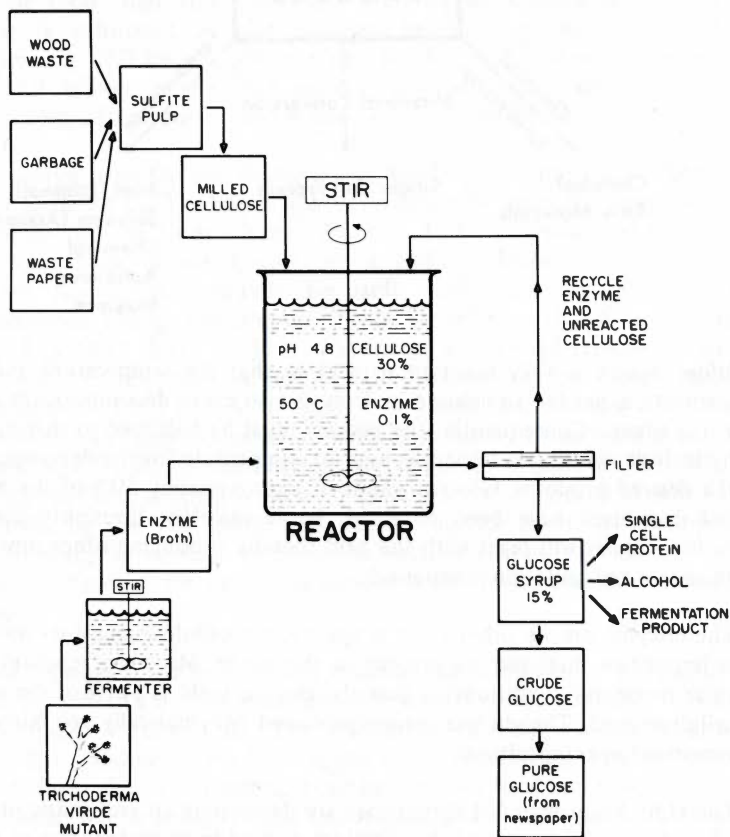 WOOD
WASTE
SULFITE
PULP
GARBAGE
MILLED
CELLULOSE
STIR
WASTE
PAPER
RECYCLE
ENZYME
AND
UNREACTED
CELLULOSE
pH 4.8
CELLULOSE
30%
50 °C
ENZYME
0.1%
FILTER
REACTOR
ENZYME
(Broth)
SINGLE
CELL
PROTEIN
GLUCOSE
SYRUP
15%
ALCOHOL
FERMENTATION
PRODUCT
STIR
FERMENTER
CRUDE
GLUCOSE
TRICHODERMA
VIRIDE
MUTANT
PURE
GLUCOSE
(from
newspaper)